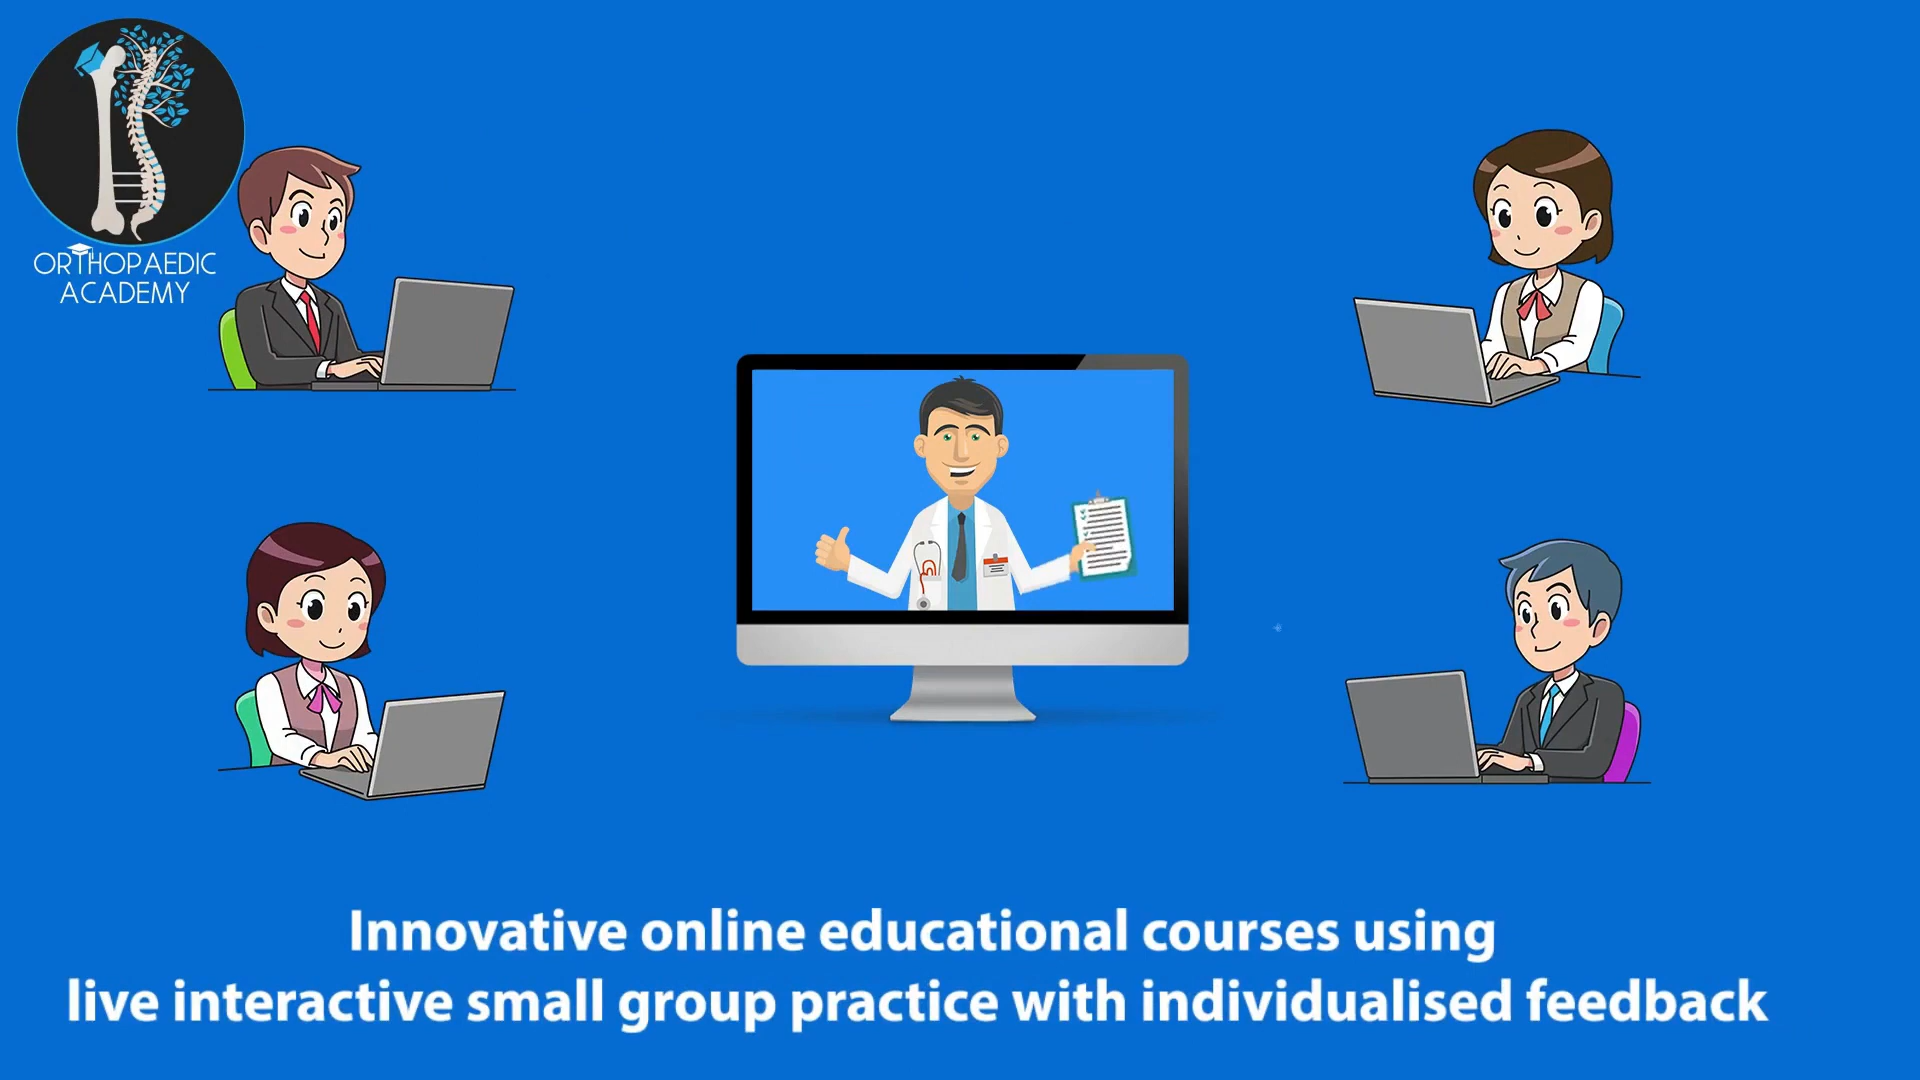 ORTHOPAEDIC
ACADEMY
Innovative online educational courses using
live interactive small group practice with individualised feedback